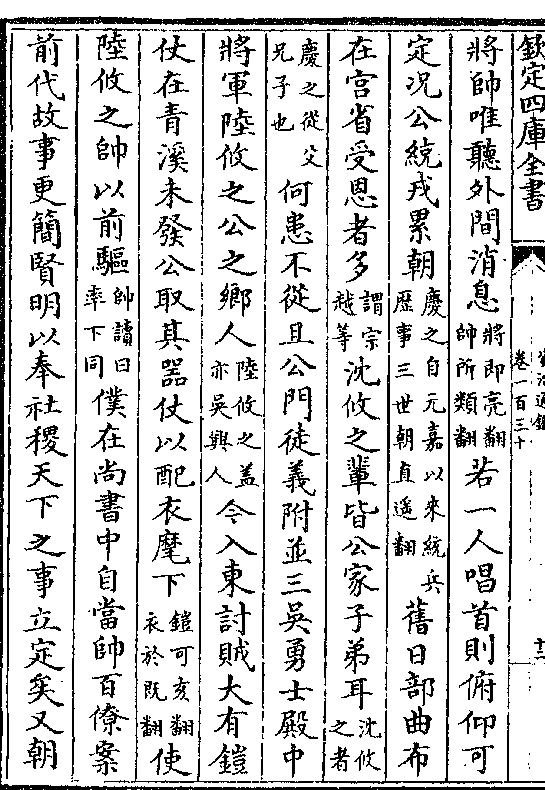 欽定四庫全書
資治通鑑
卷一百三十
十三
將帥唯聽外間消息將即亮翻帥所類翻若一人唱首則俯仰可
定況公統戎累朝慶之自元嘉以來統兵歷事三世朝直遥翻舊日部曲布
在宫省受恩者多謂宗越等沈攸之輩皆公家子弟耳沈攸之者
慶之從父兄子也何患不從且公門徒義附並三吳勇士殿中
將軍陸攸之公之鄉人陸攸之蓋亦吳興人今入東討賊大有鎧
仗在青溪未發公取其噐仗以配衣麾下鎧可亥翻衣於既翻使
陸攸之帥以前驅帥讀曰率下同僕在尚書中自當帥百僚案
前代故事更簡賢明以奉社稷天下之事立定矣又朝